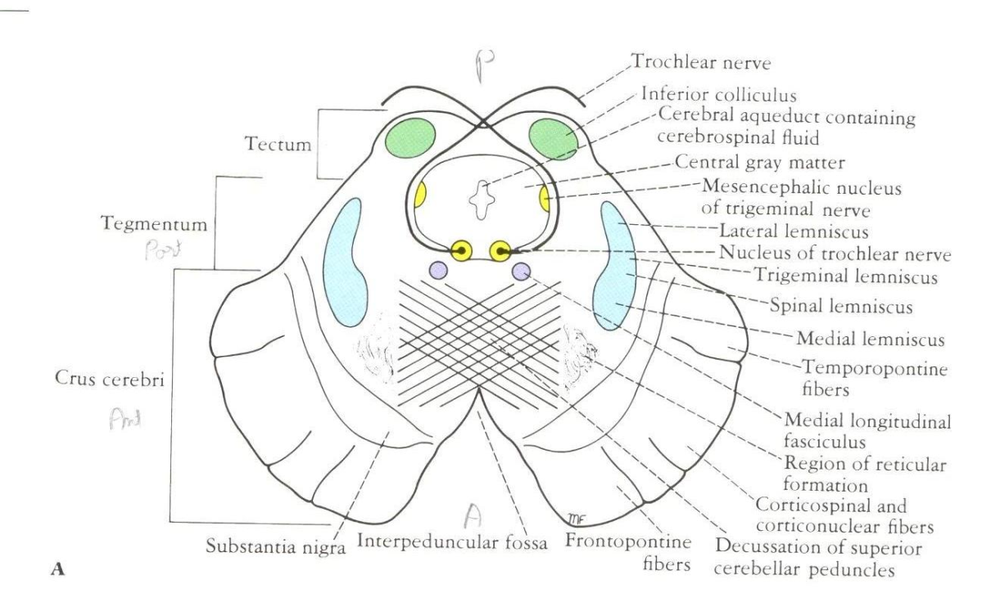 P
Trochlear nerve
Inferior colliculus
Cerebral aqueduct containing
cerebrospinal fluid
Tectum
Central gray matter
Mesencephalic nucleus
of trigeminal nerve
Tegmentum
Post
Lateral lemniscus
Nucleus of trochlear nerve
Trigeminal lemniscus
Spinal lemniscus
Medial lemniscus
Crus cerebri
Ant
Temporopontine
fibers
Medial longitudinal
fasciculus
Region of reticular
formation
Corticospinal and
corticonuclear fibers
A
MF
Substantia nigra
Interpeduncular fossa
Frontopontine
fibers
Decussation of superior
cerebellar peduncles
A